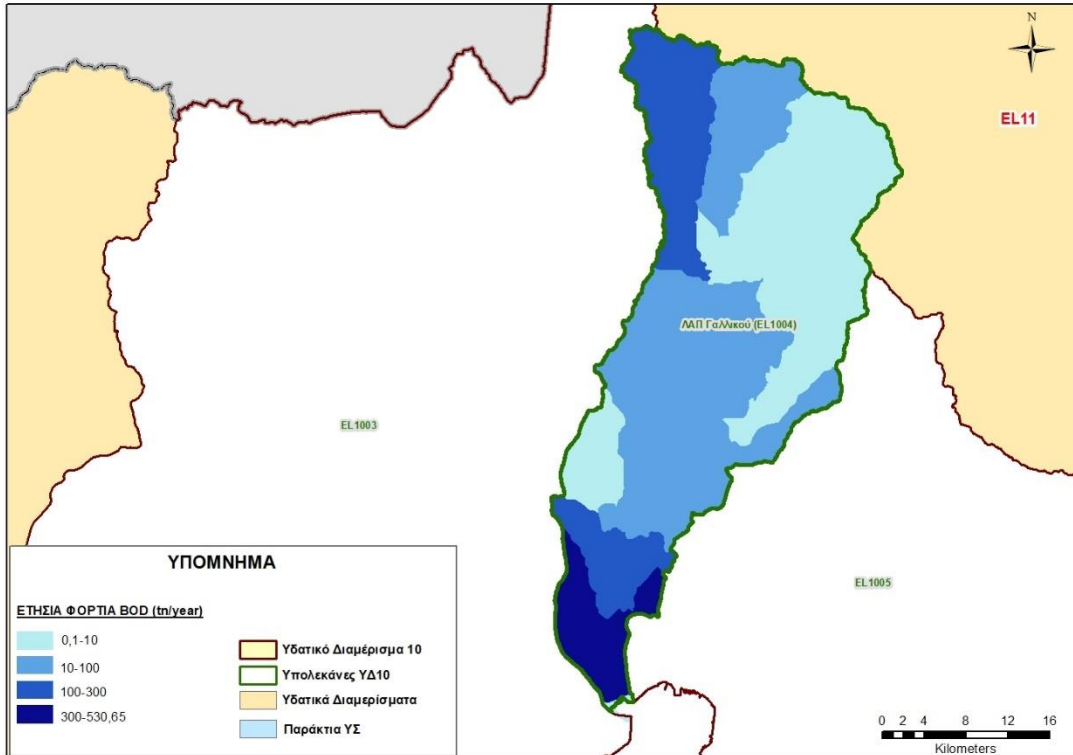 N
EL11
ΛΑΠ Γαλλικού (EL1004)
EL1003
EL1005
ΥΠΟΜΝΗΜΑ
ΕΤΗΣΙΑ ΦΟΡΤΙΑ BOD (tn/year)
0,1-10
10-100
100-300
300-530,65
Υδατικό Διαμέρισμα 10
Υπολεκάνες ΥΔ10
Υδατικά Διαμερίσματα
Παράκτια ΥΣ
0 2 4 8 12 16
Kilometers